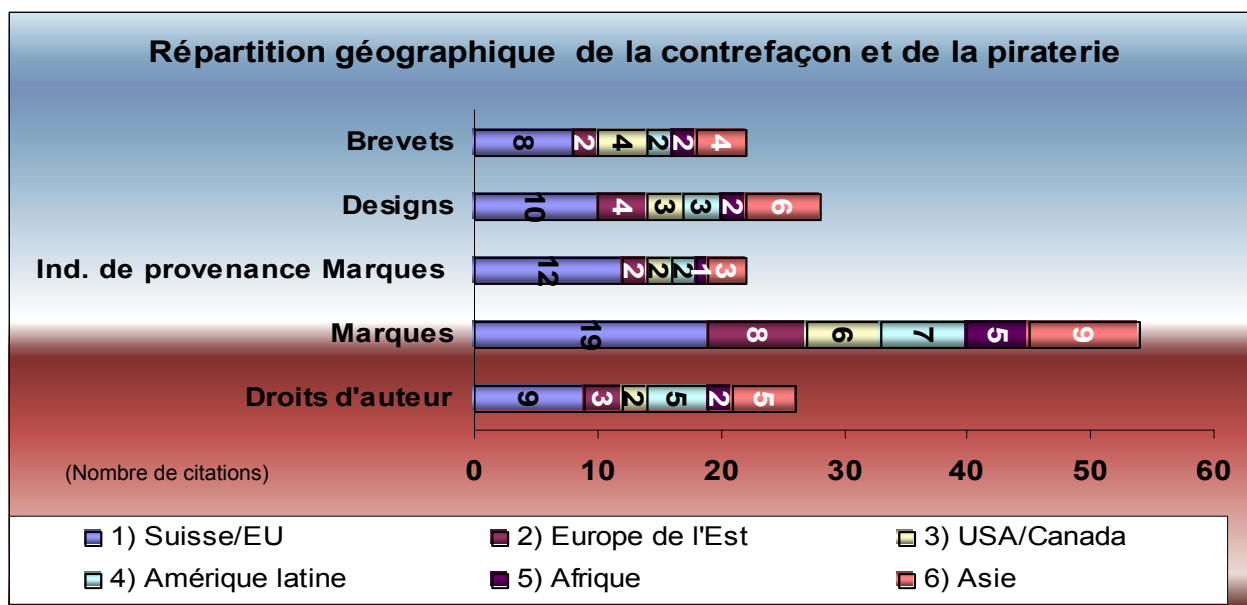 Répartition géographique de la contrefaçon et de la piraterie
Brevets 8 2 4 2 2 4
Designs 10 4 3 3 2 6
Ind. de provenance Marques 12 2 2 2 1 3
Marques 19 8 6 7 5 9
Droits d'auteur 9 3 2 5 2 5
(Nombre de citations) 0 10 20 30 40 50 60
1) Suisse/EU 2) Europe de l'Est 3) USA/Canada
4) Amérique latine 5) Afrique 6) Asie